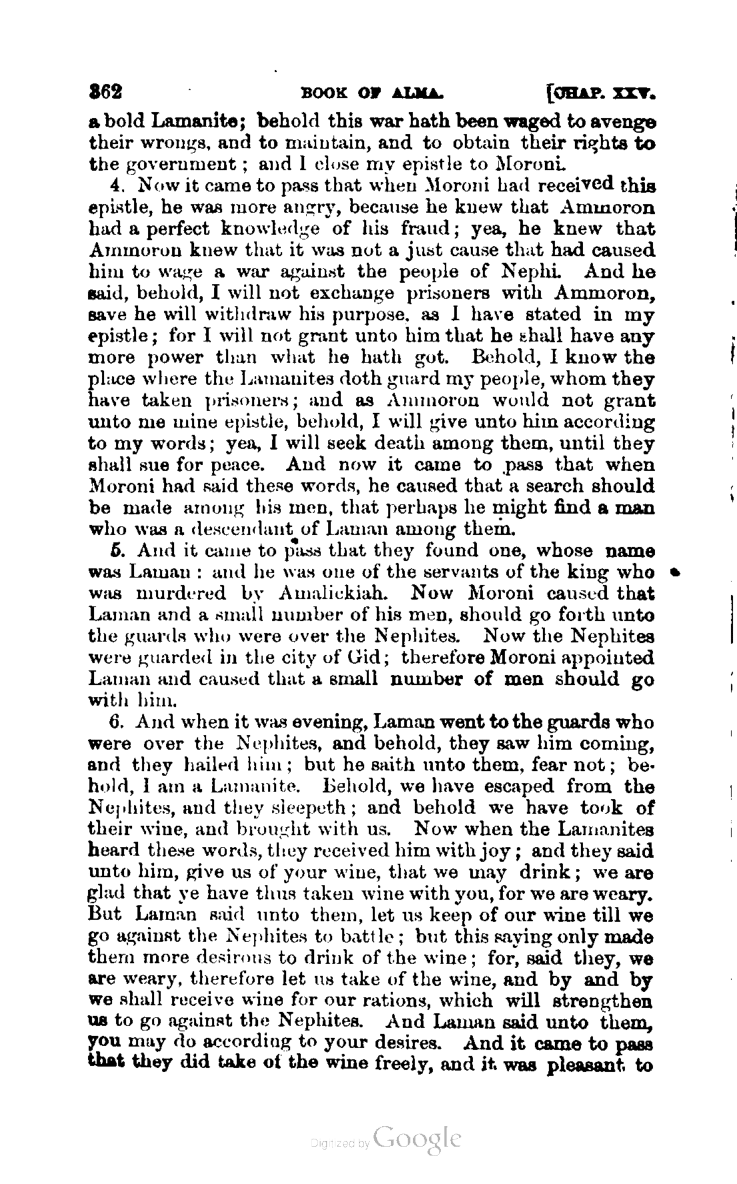 362 BOOK OF ALMA. [CHAP. XXV.
a bold Lamanite; behold this war hath been waged to avenge
their wrongs, and to maintain, and to obtain their rights to
the government; and I close my epistle to Moroni.
4. Now it came to pass that when Moroni had received this
epistle, he was more angry, because he knew that Ammoron
had a perfect knowledge of his fraud; yea, he knew that
Ammoron knew that it was not a just cause that had caused
him to wage a war against the people of Nephi. And he
said, behold, I will not exchange prisoners with Ammoron,
save he will withdraw his purpose, as I have stated in my
epistle; for I will not grant unto him that he shall have any
more power than what he hath got. Behold, I know the
place where the Lamanites doth guard my people, whom they
have taken prisoners; and as Ammoron would not grant
unto me mine epistle, behold, I will give unto him according
to my words; yea, I will seek death among them, until they
shall sue for peace. And now it came to pass that when
Moroni had said these words, he caused that a search should
be made among his men, that perhaps he might find a man
who was a descendant of Laman among them.
5. And it came to pass that they found one, whose name
was Laman: and he was one of the servants of the king who
was murdered by Amalickiah. Now Moroni caused that
Laman and a small number of his men, should go forth unto
the guards who were over the Nephites. Now the Nephites
were guarded in the city of Gid; therefore Moroni appointed
Laman and caused that a small number of men should go
with him.
6. And when it was evening, Laman went to the guards who
were over the Nephites, and behold, they saw him coming,
and they hailed him; but he saith unto them, fear not; be-
hold, I am a Lamanite. Behold, we have escaped from the
Nephites, and they sleepeth; and behold we have took of
their wine, and brought with us. Now when the Lamanites
heard these words, they received him with joy; and they said
unto him, give us of your wine, that we may drink; we are
glad that ye have thus taken wine with you, for we are weary.
But Laman said unto them, let us keep of our wine till we
go against the Nephites to battle; but this saying only made
them more desirous to drink of the wine; for, said they, we
are weary, therefore let us take of the wine, and by and by
we shall receive wine for our rations, which will strengthen
us to go against the Nephites. And Laman said unto them,
you may do according to your desires. And it came to pass
that they did take of the wine freely, and it was pleasant to
Digitized by Google